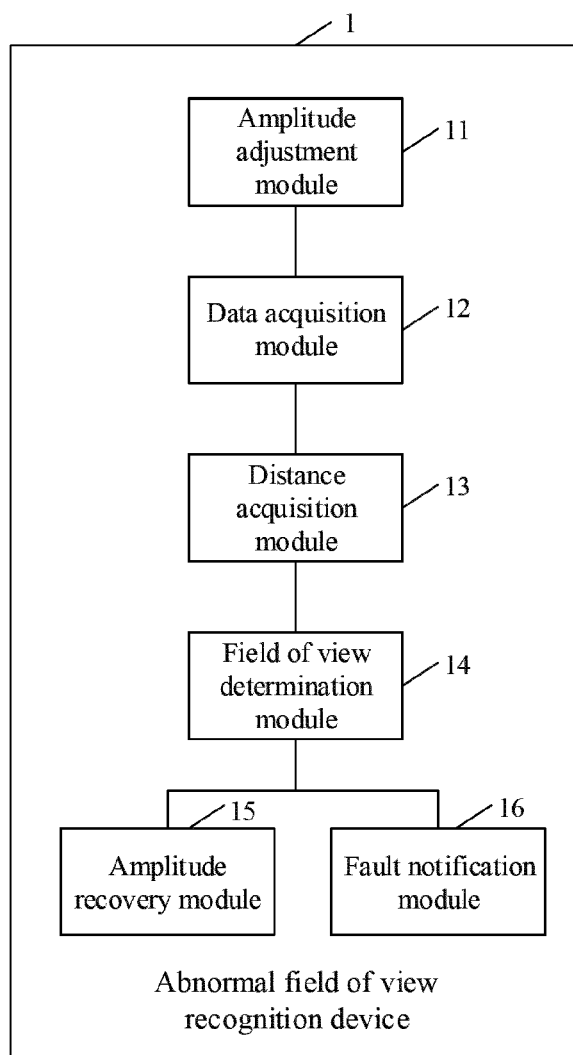 1
Amplitude
adjustment
module
11
Data acquisition
module
12
Distance
acquisition
module
13
Field of view
determination
module
14
15
Amplitude
recovery module
16
Fault notification
module
Abnormal field of view
recognition device